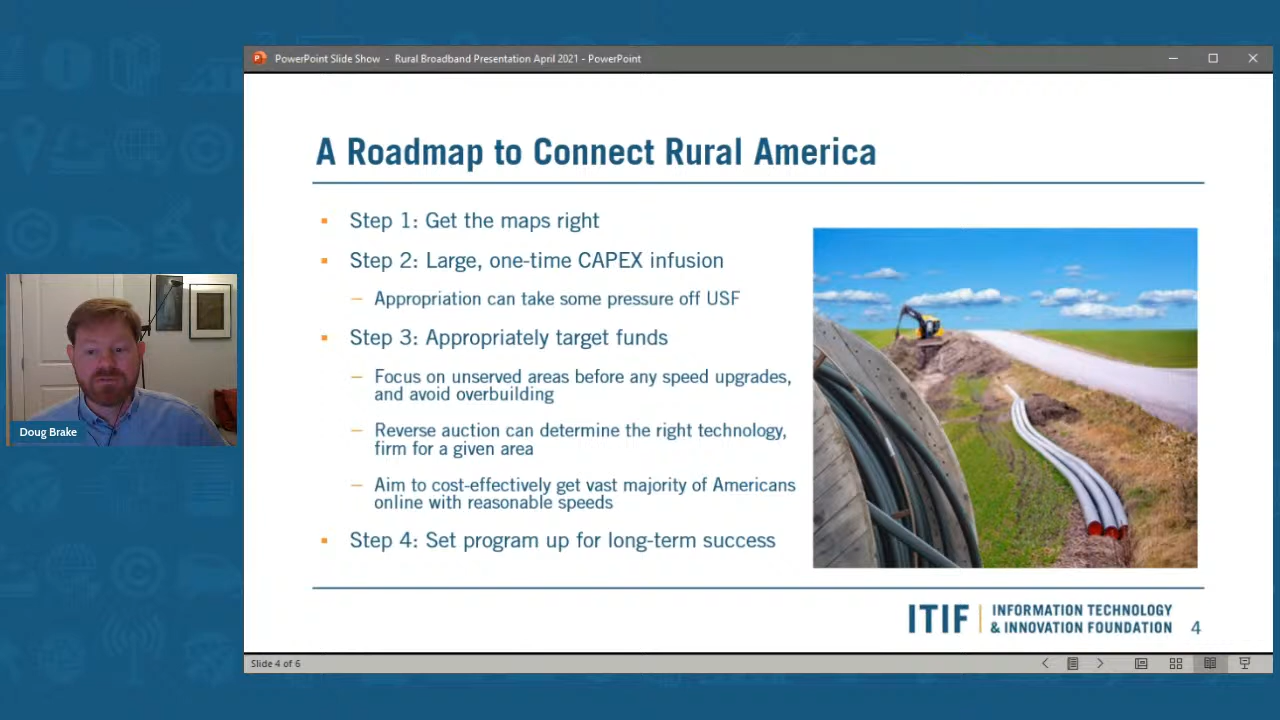 PowerPoint Slide Show - Rural Broadband Presentation April 2021 - PowerPoint
A Roadmap to Connect Rural America
▪ Step 1: Get the maps right
▪ Step 2: Large, one-time CAPEX infusion
– Appropriation can take some pressure off USF
▪ Step 3: Appropriately target funds
– Focus on unserved areas before any speed upgrades,
and avoid overbuilding
– Reverse auction can determine the right technology,
firm for a given area
– Aim to cost-effectively get vast majority of Americans
online with reasonable speeds
▪ Step 4: Set program up for long-term success
Doug Brake
ITIF | INFORMATION TECHNOLOGY
& INNOVATION FOUNDATION
4
Slide 4 of 6